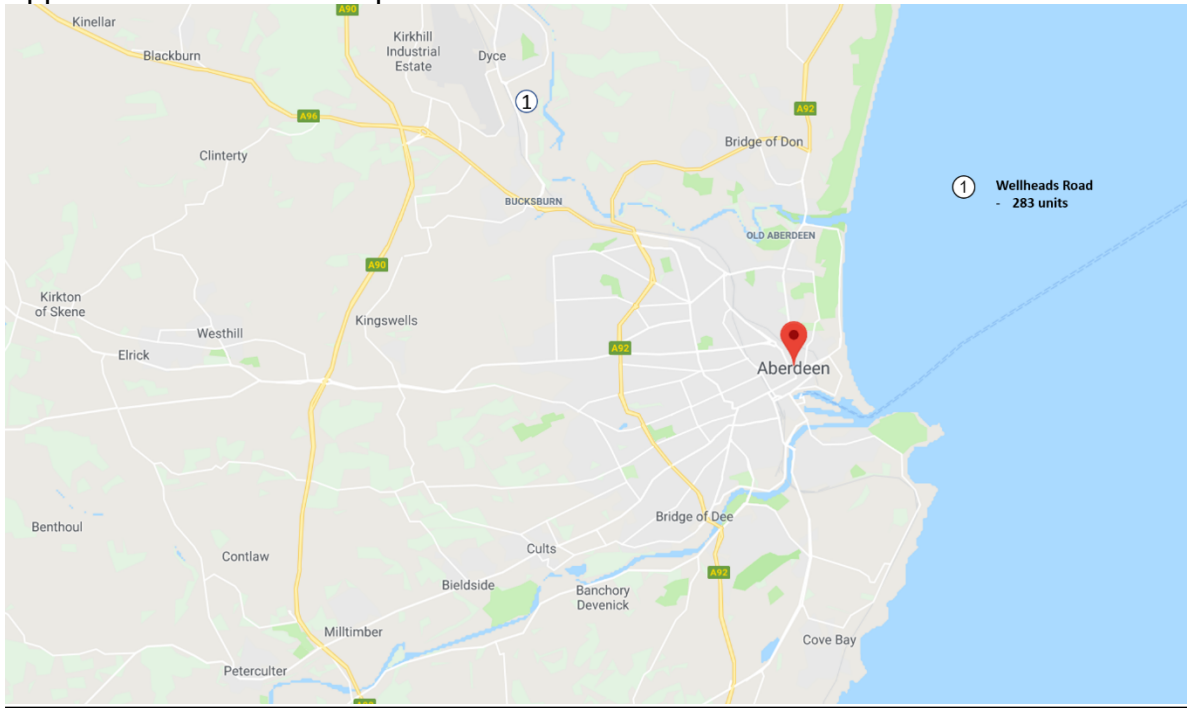 Kinellar
A90
Kirkhill
Industrial
Estate
Dyce
Blackburn
1
A92
A96
Bridge of Don
Clinterty
1 Wellheads Road
- 283 units
BUCKSBURN
OLD ABERDEEN
A90
Kirkton
of Skene
Westhill
Kingswells
Elrick
A92
Aberdeen
Bridge of Dee
Benthoul
Contlaw
Cults
A92
Bieldside
Banchory
Devenick
Milltimber
Cove Bay
Peterculter